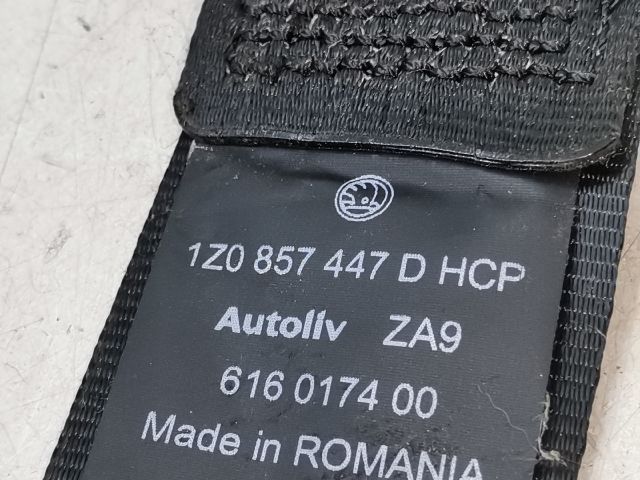 1Z0 857 447 D HCP
Autoliv ZA9
616 0174 00
Made in ROMANIA